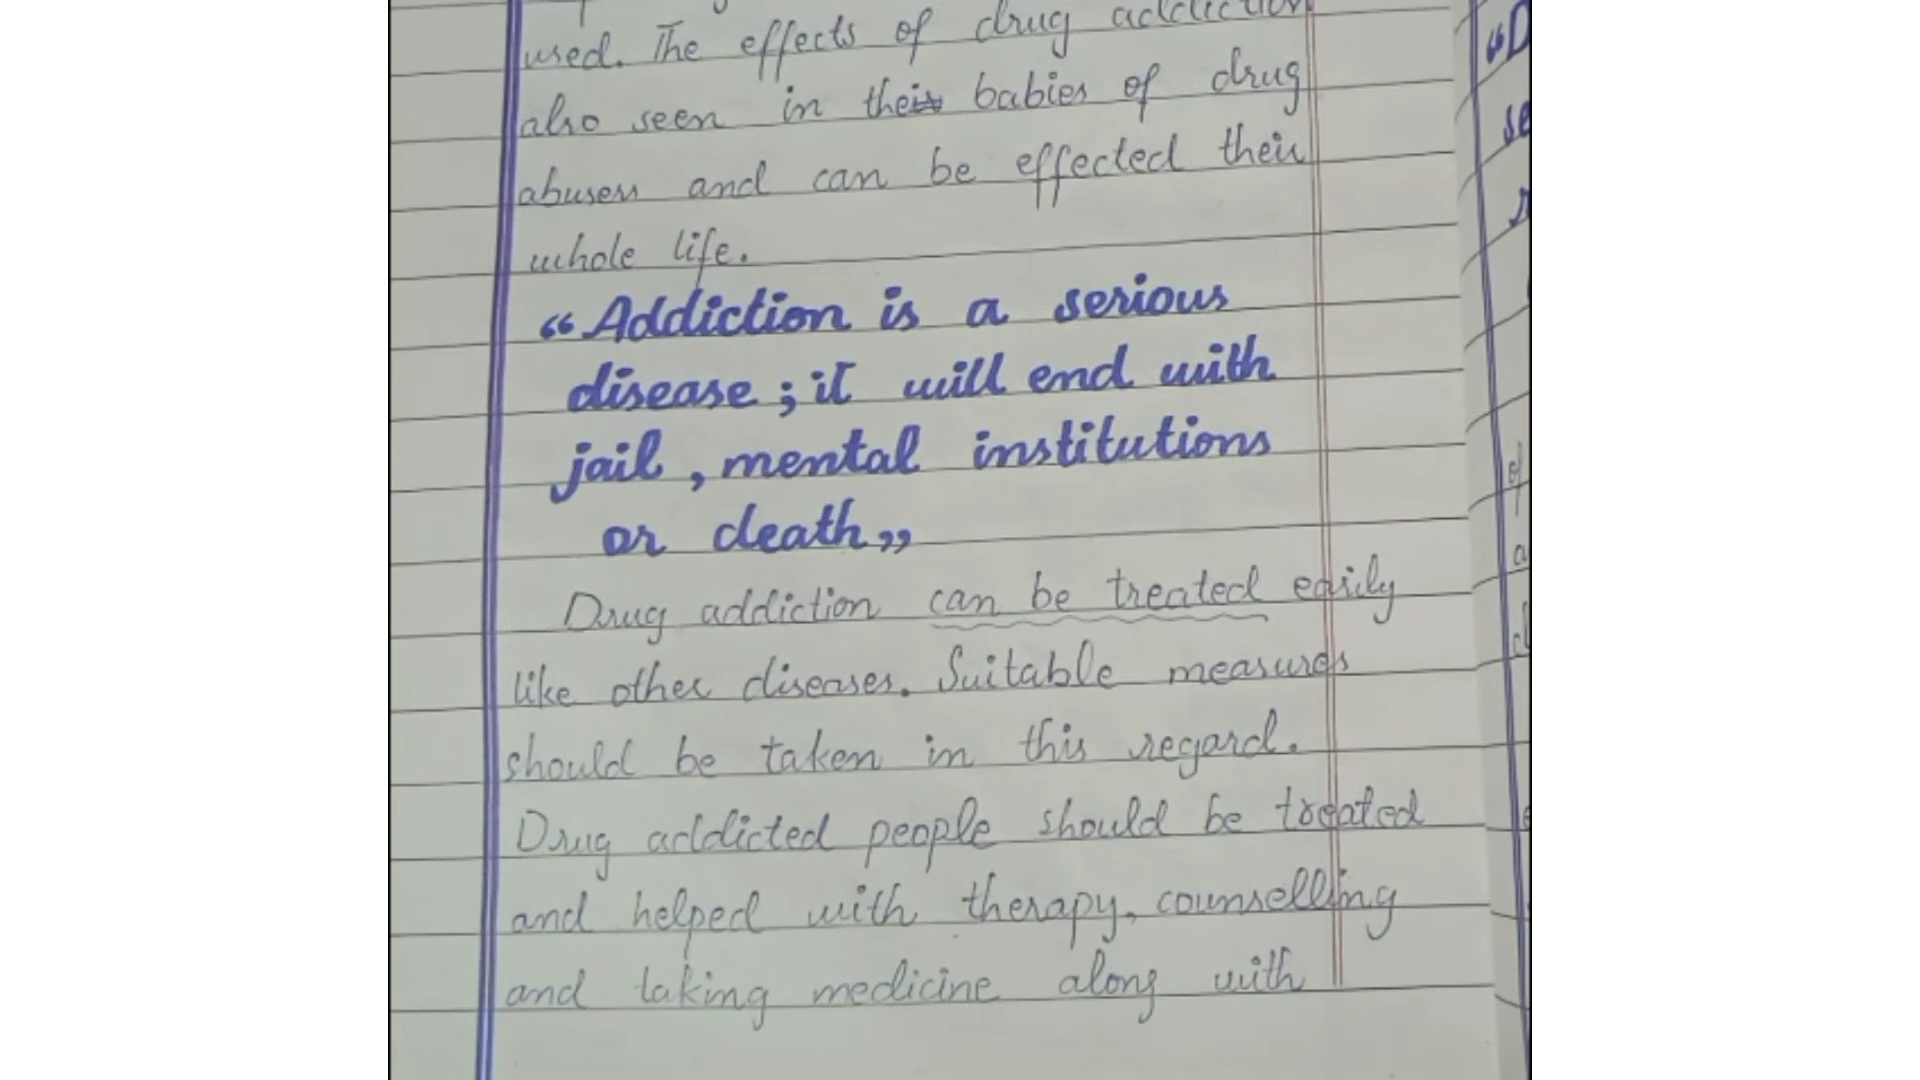 used. The effects of drug addiction
also seen in the babies of drug
abusers and can be effected their
whole life.
“Addiction is a serious
disease; it will end with
jail, mental institutions
or death”
Drug addiction can be treated easily
like other diseases. Suitable measures
should be taken in this regard.
Drug addicted people should be treated
and helped with therapy, counselling
and taking medicine along with